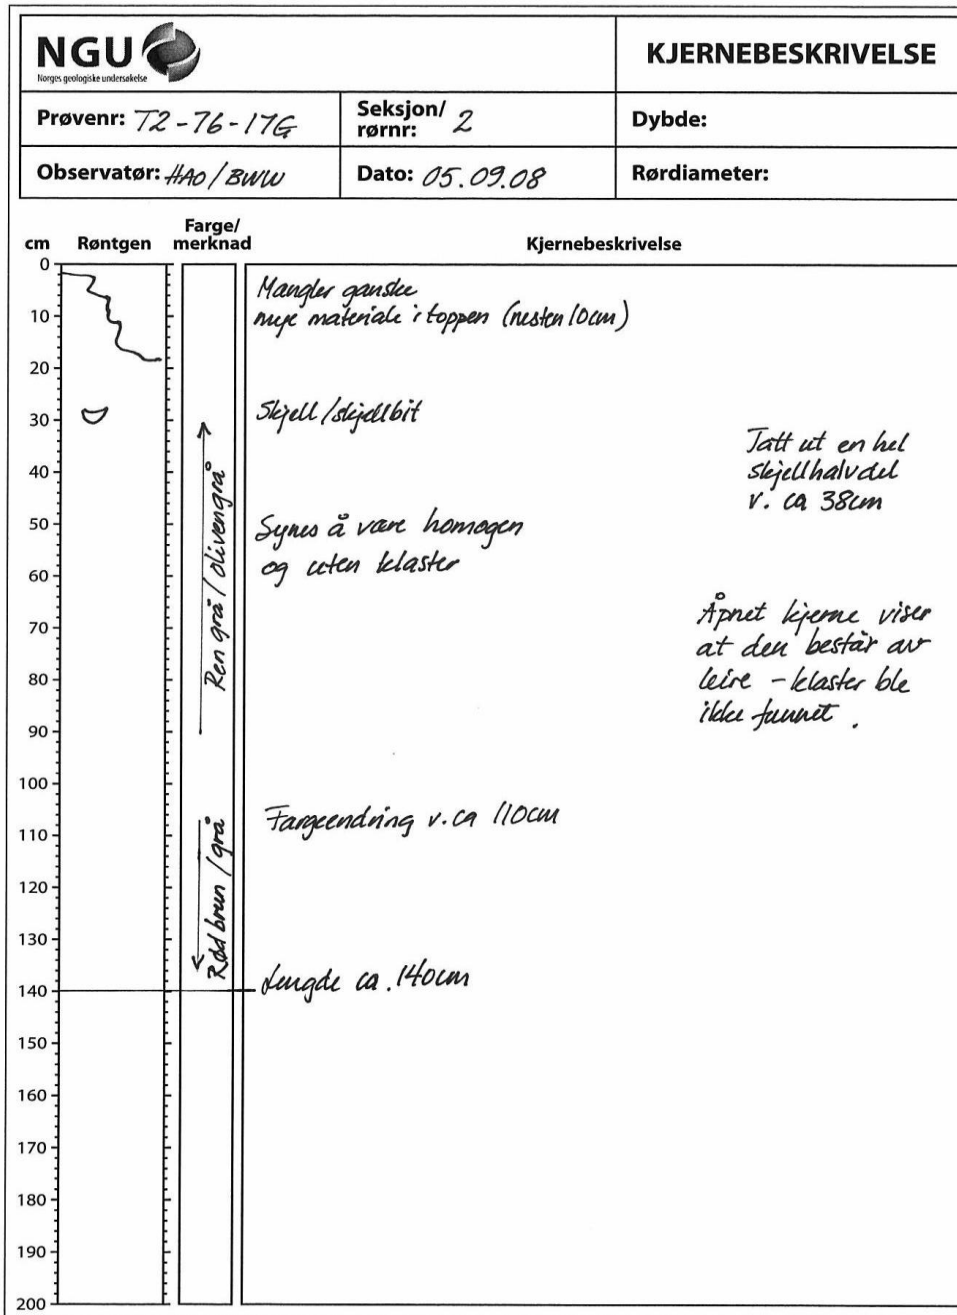 NGU
Norges geologiske undersøkelse
KJERNEBESKRIVELSE
Prøvenr: T2-76-17G
Seksjon/
rørnr: 2
Dybde:
Observatør: HAO/BWW
Dato: 05.09.08
Rørdiameter:
cm
Røntgen
Farge/
merknad
Kjernebeskrivelse
0
10
20
30
40
50
60
70
80
90
100
110
120
130
140
150
160
170
180
190
200
Ren grå / olivengrå
Rød brun / grå
Mangler ganske
mye materiale i toppen (nesten 10cm)
Skjell/skjellbit
Tatt ut en hel
skjellhalvdel
v. ca 38cm
Synes å være homogen
og uten klaster
Åpnet kjerne viser
at den består av
leire - klaster ble
ikke funnet.
Fargeendring v. ca 110cm
Lengde ca. 140cm